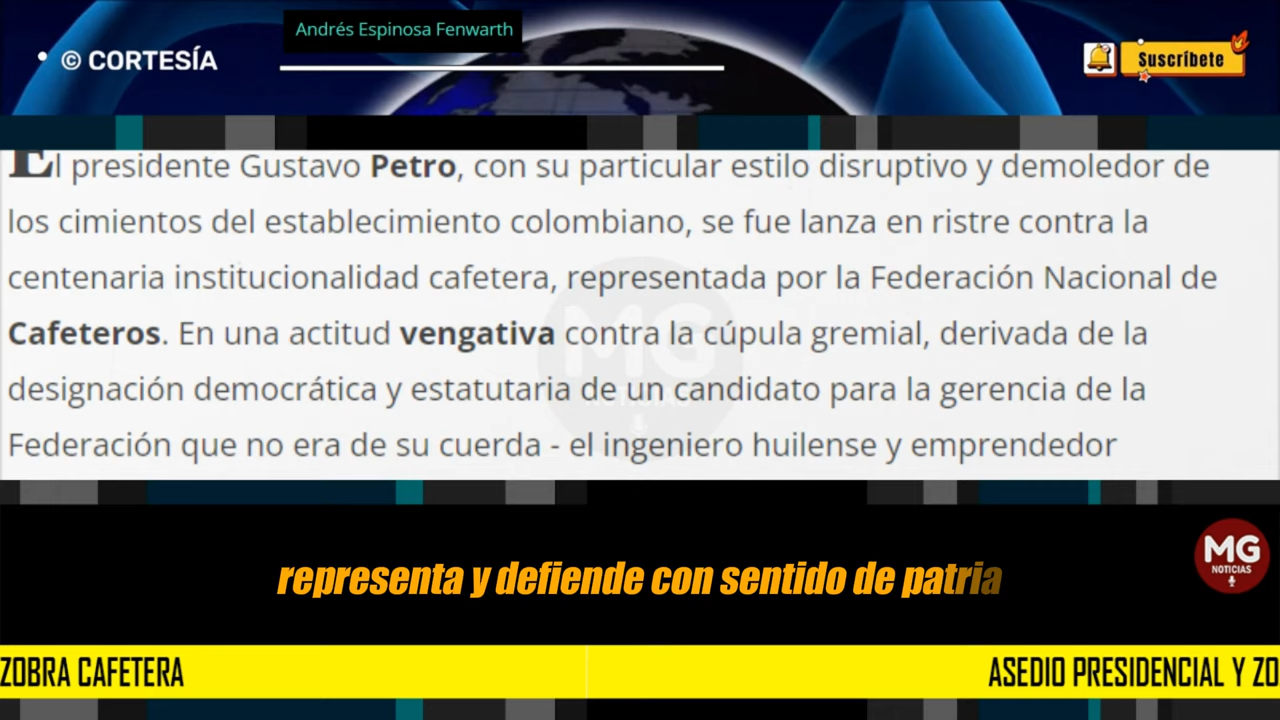 Andrés Espinosa Fenwarth
© CORTESÍA
Suscríbete
El presidente Gustavo Petro, con su particular estilo disruptivo y demoledor de
los cimientos del establecimiento colombiano, se fue lanza en ristre contra la
centenaria institucionalidad cafetera, representada por la Federación Nacional de
Cafeteros. En una actitud vengativa contra la cúpula gremial, derivada de la
designación democrática y estatutaria de un candidato para la gerencia de la
Federación que no era de su cuerda - el ingeniero huilense y emprendedor
MG
NOTICIAS
representa y defiende con sentido de patria
MG
NOTICIAS
ZOBRA CAFETERA
ASEDIO PRESIDENCIAL Y ZO